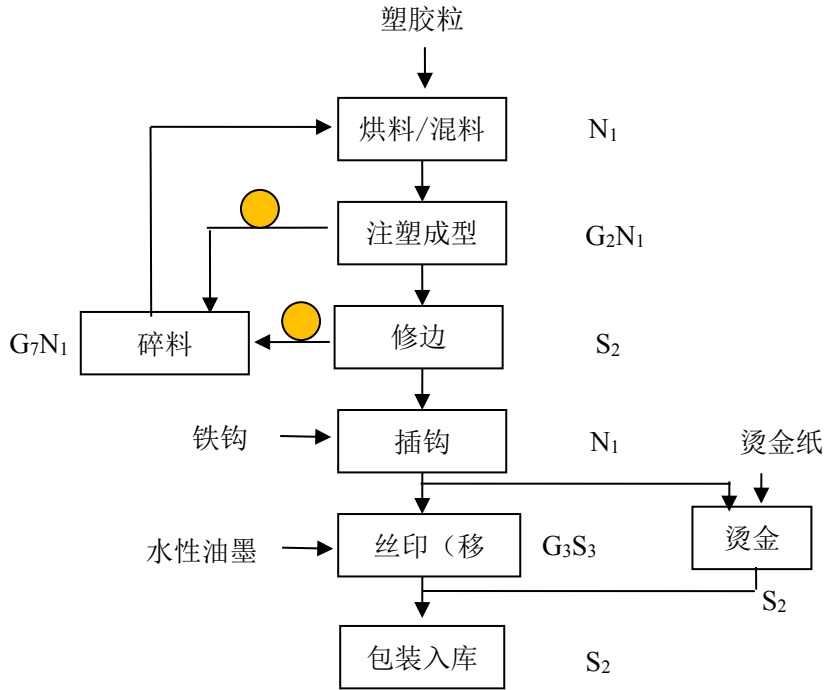 塑胶粒
烘料/混料 N₁
注塑成型 G₂N₁
G₇N₁ 碎料 修边 S₂
铁钩 插钩 N₁ 烫金纸
水性油墨 丝印（移 G₃S₃ 烫金
S₂
包装入库 S₂